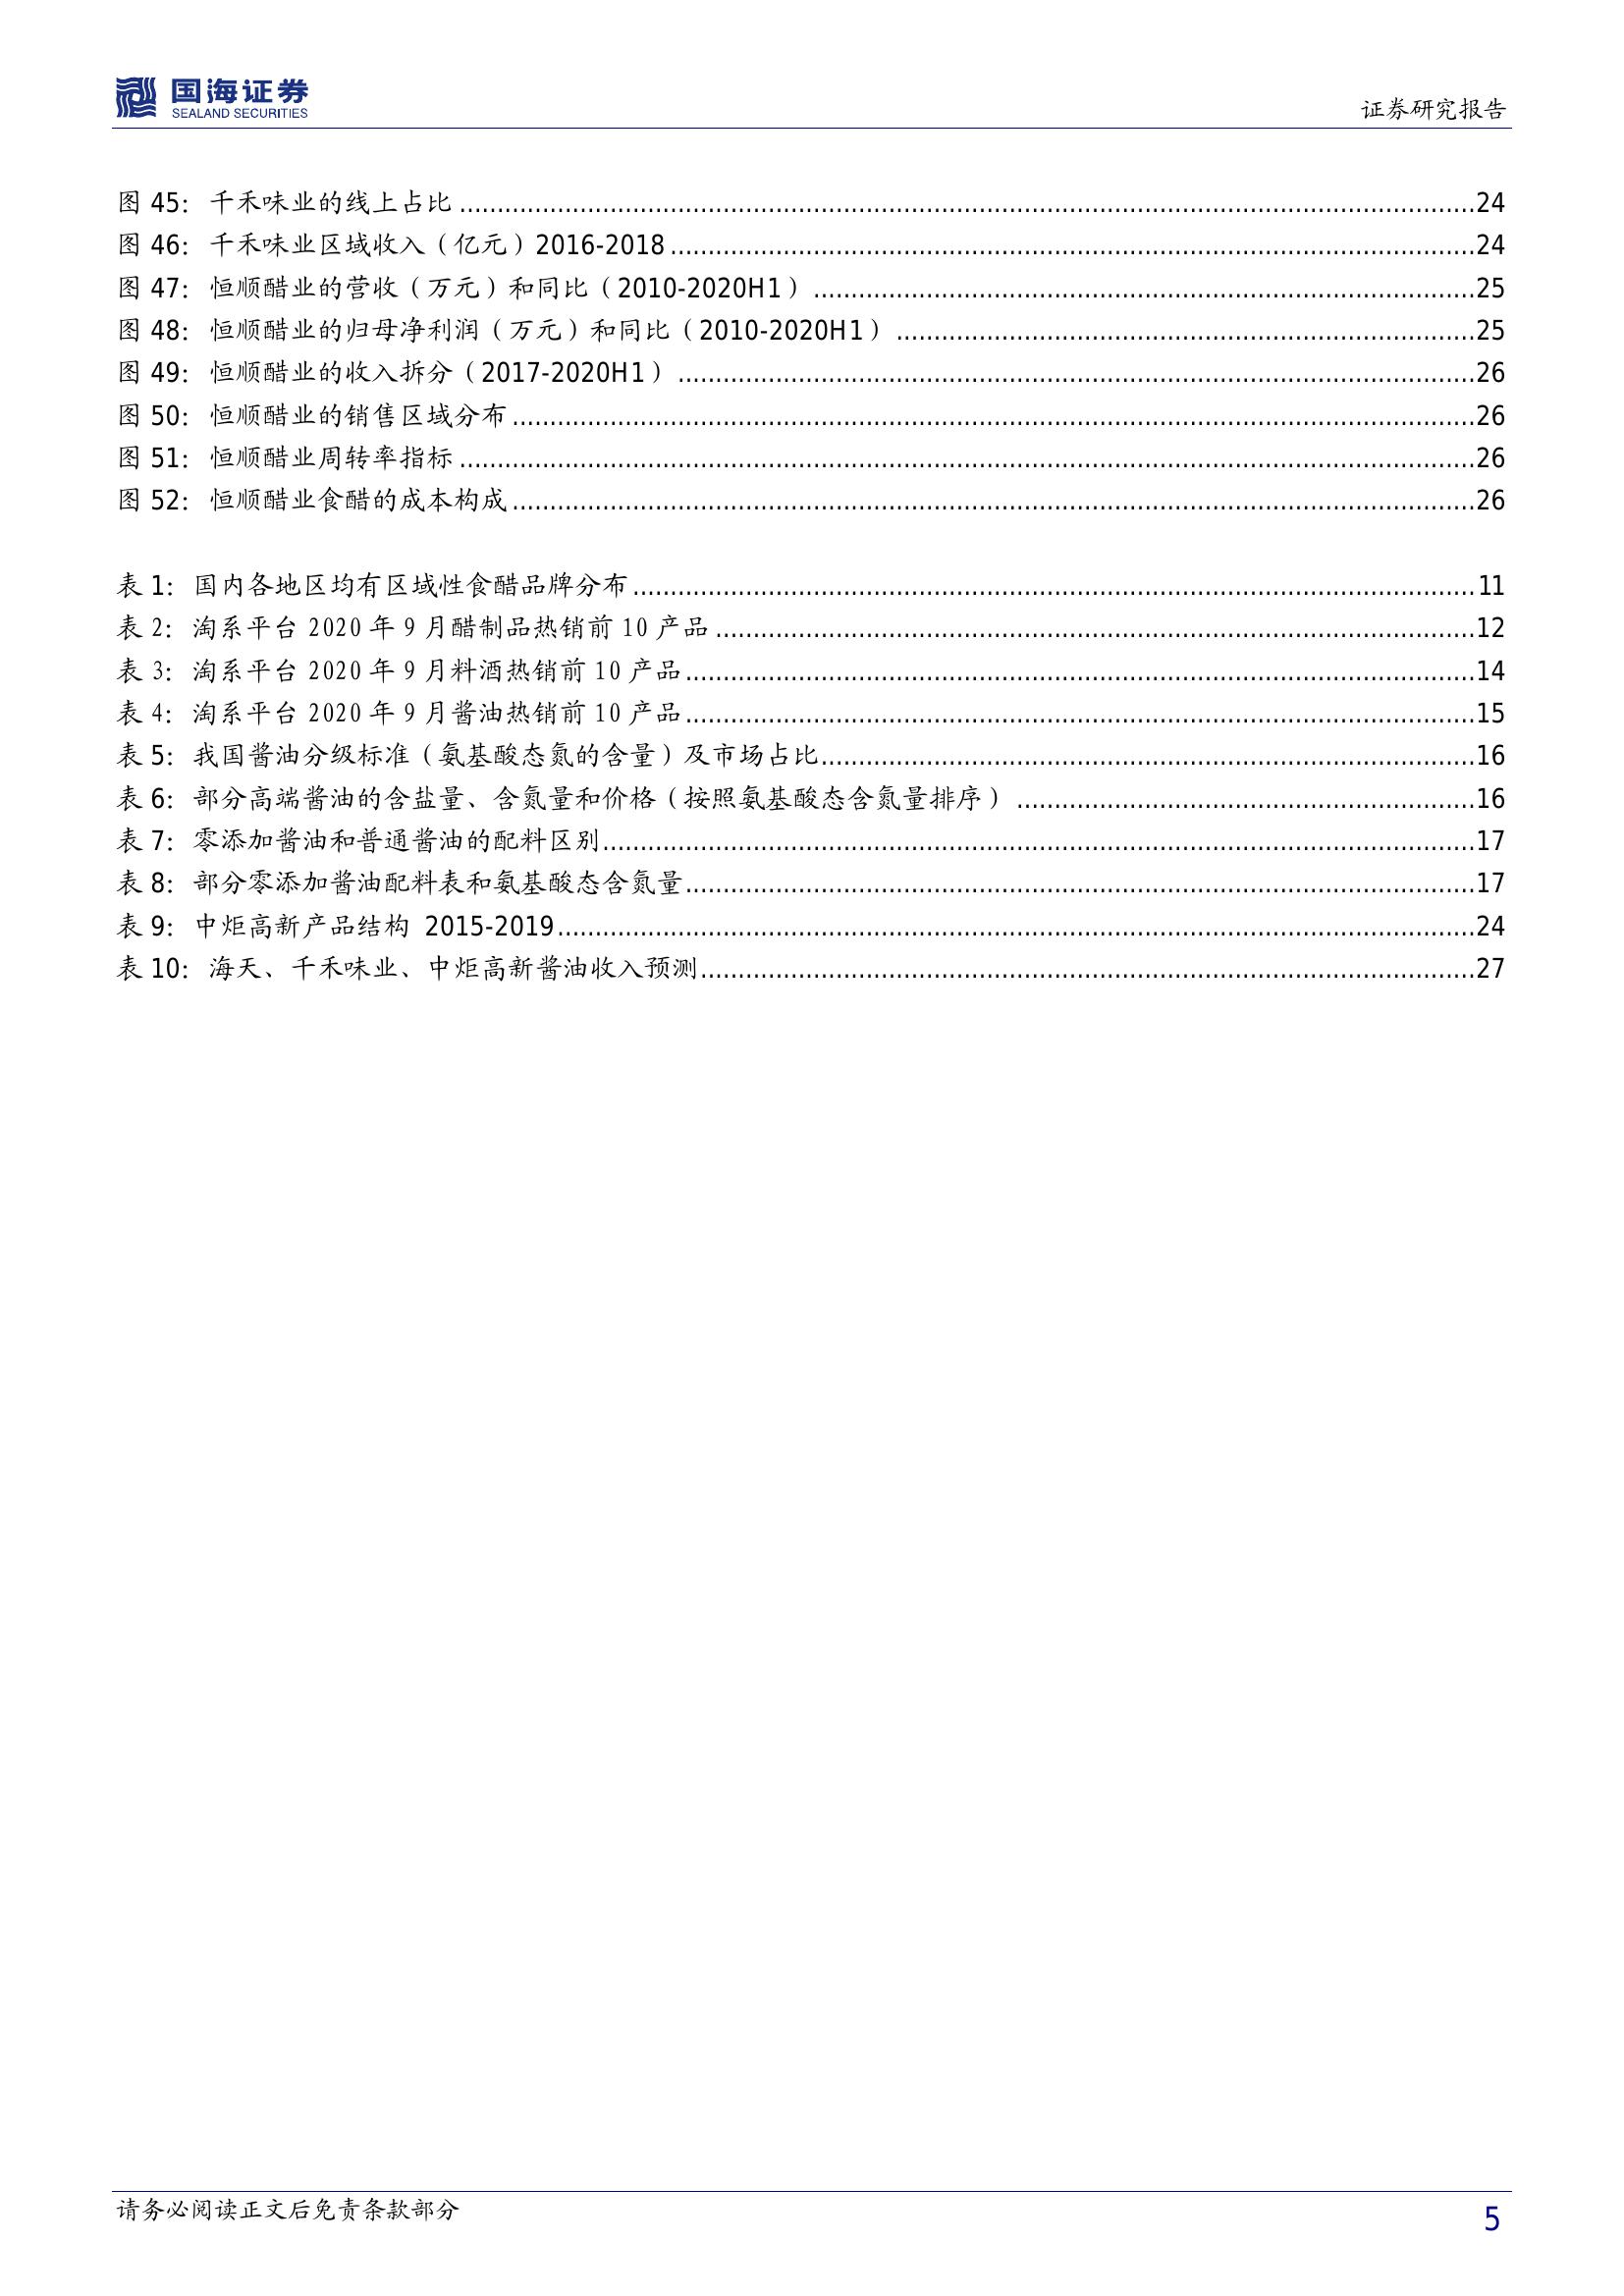 国海证券
SEALAND SECURITIES
证券研究报告
图 45：千禾味业的线上占比........................24
图 46：千禾味业区域收入（亿元）2016-2018........................24
图 47：恒顺醋业的营收（万元）和同比（2010-2020H1）........................25
图 48：恒顺醋业的归母净利润（万元）和同比（2010-2020H1）........................25
图 49：恒顺醋业的收入拆分（2017-2020H1）........................26
图 50：恒顺醋业的销售区域分布........................26
图 51：恒顺醋业周转率指标........................26
图 52：恒顺醋业食醋的成本构成........................26
表 1：国内各地区均有区域性食醋品牌分布........................11
表 2：淘系平台 2020 年 9 月醋制品热销前 10 产品........................12
表 3：淘系平台 2020 年 9 月料酒热销前 10 产品........................14
表 4：淘系平台 2020 年 9 月酱油热销前 10 产品........................15
表 5：我国酱油分级标准（氨基酸态氮的含量）及市场占比........................16
表 6：部分高端酱油的含盐量、含氮量和价格（按照氨基酸态含氮量排序）........................16
表 7：零添加酱油和普通酱油的配料区别........................17
表 8：部分零添加酱油配料表和氨基酸态含氮量........................17
表 9：中炬高新产品结构 2015-2019........................24
表 10：海天、千禾味业、中炬高新酱油收入预测........................27
请务必阅读正文后免责条款部分
5